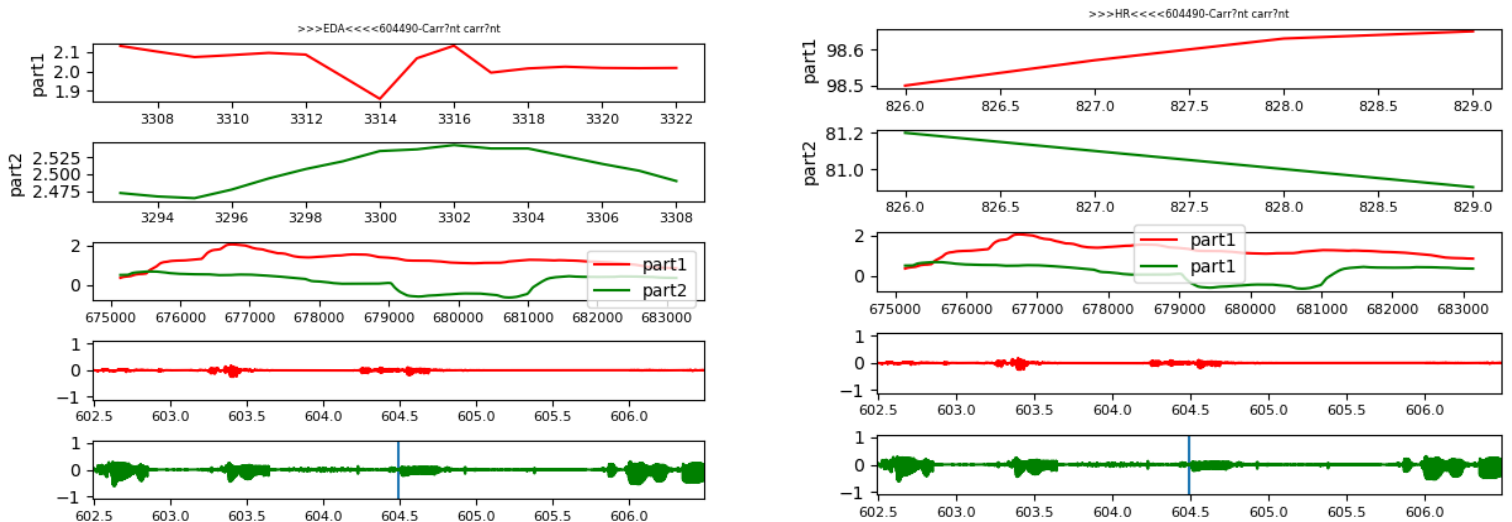 >>>EDA<<<<604490-Carr?nt carr?nt
part1
2.1
2.0
1.9
3308 3310 3312 3314 3316 3318 3320 3322
part2
2.525
2.500
2.475
3294 3296 3298 3300 3302 3304 3306 3308
2
0
part1
part2
675000 676000 677000 678000 679000 680000 681000 682000 683000
1
0
−1
602.5 603.0 603.5 604.0 604.5 605.0 605.5 606.0
1
0
−1
602.5 603.0 603.5 604.0 604.5 605.0 605.5 606.0
>>>HR<<<<604490-Carr?nt carr?nt
part1
98.6
98.5
826.0 826.5 827.0 827.5 828.0 828.5 829.0
part2
81.2
81.0
826.0 826.5 827.0 827.5 828.0 828.5 829.0
2
0
part1
part1
675000 676000 677000 678000 679000 680000 681000 682000 683000
1
0
−1
602.5 603.0 603.5 604.0 604.5 605.0 605.5 606.0
1
0
−1
602.5 603.0 603.5 604.0 604.5 605.0 605.5 606.0